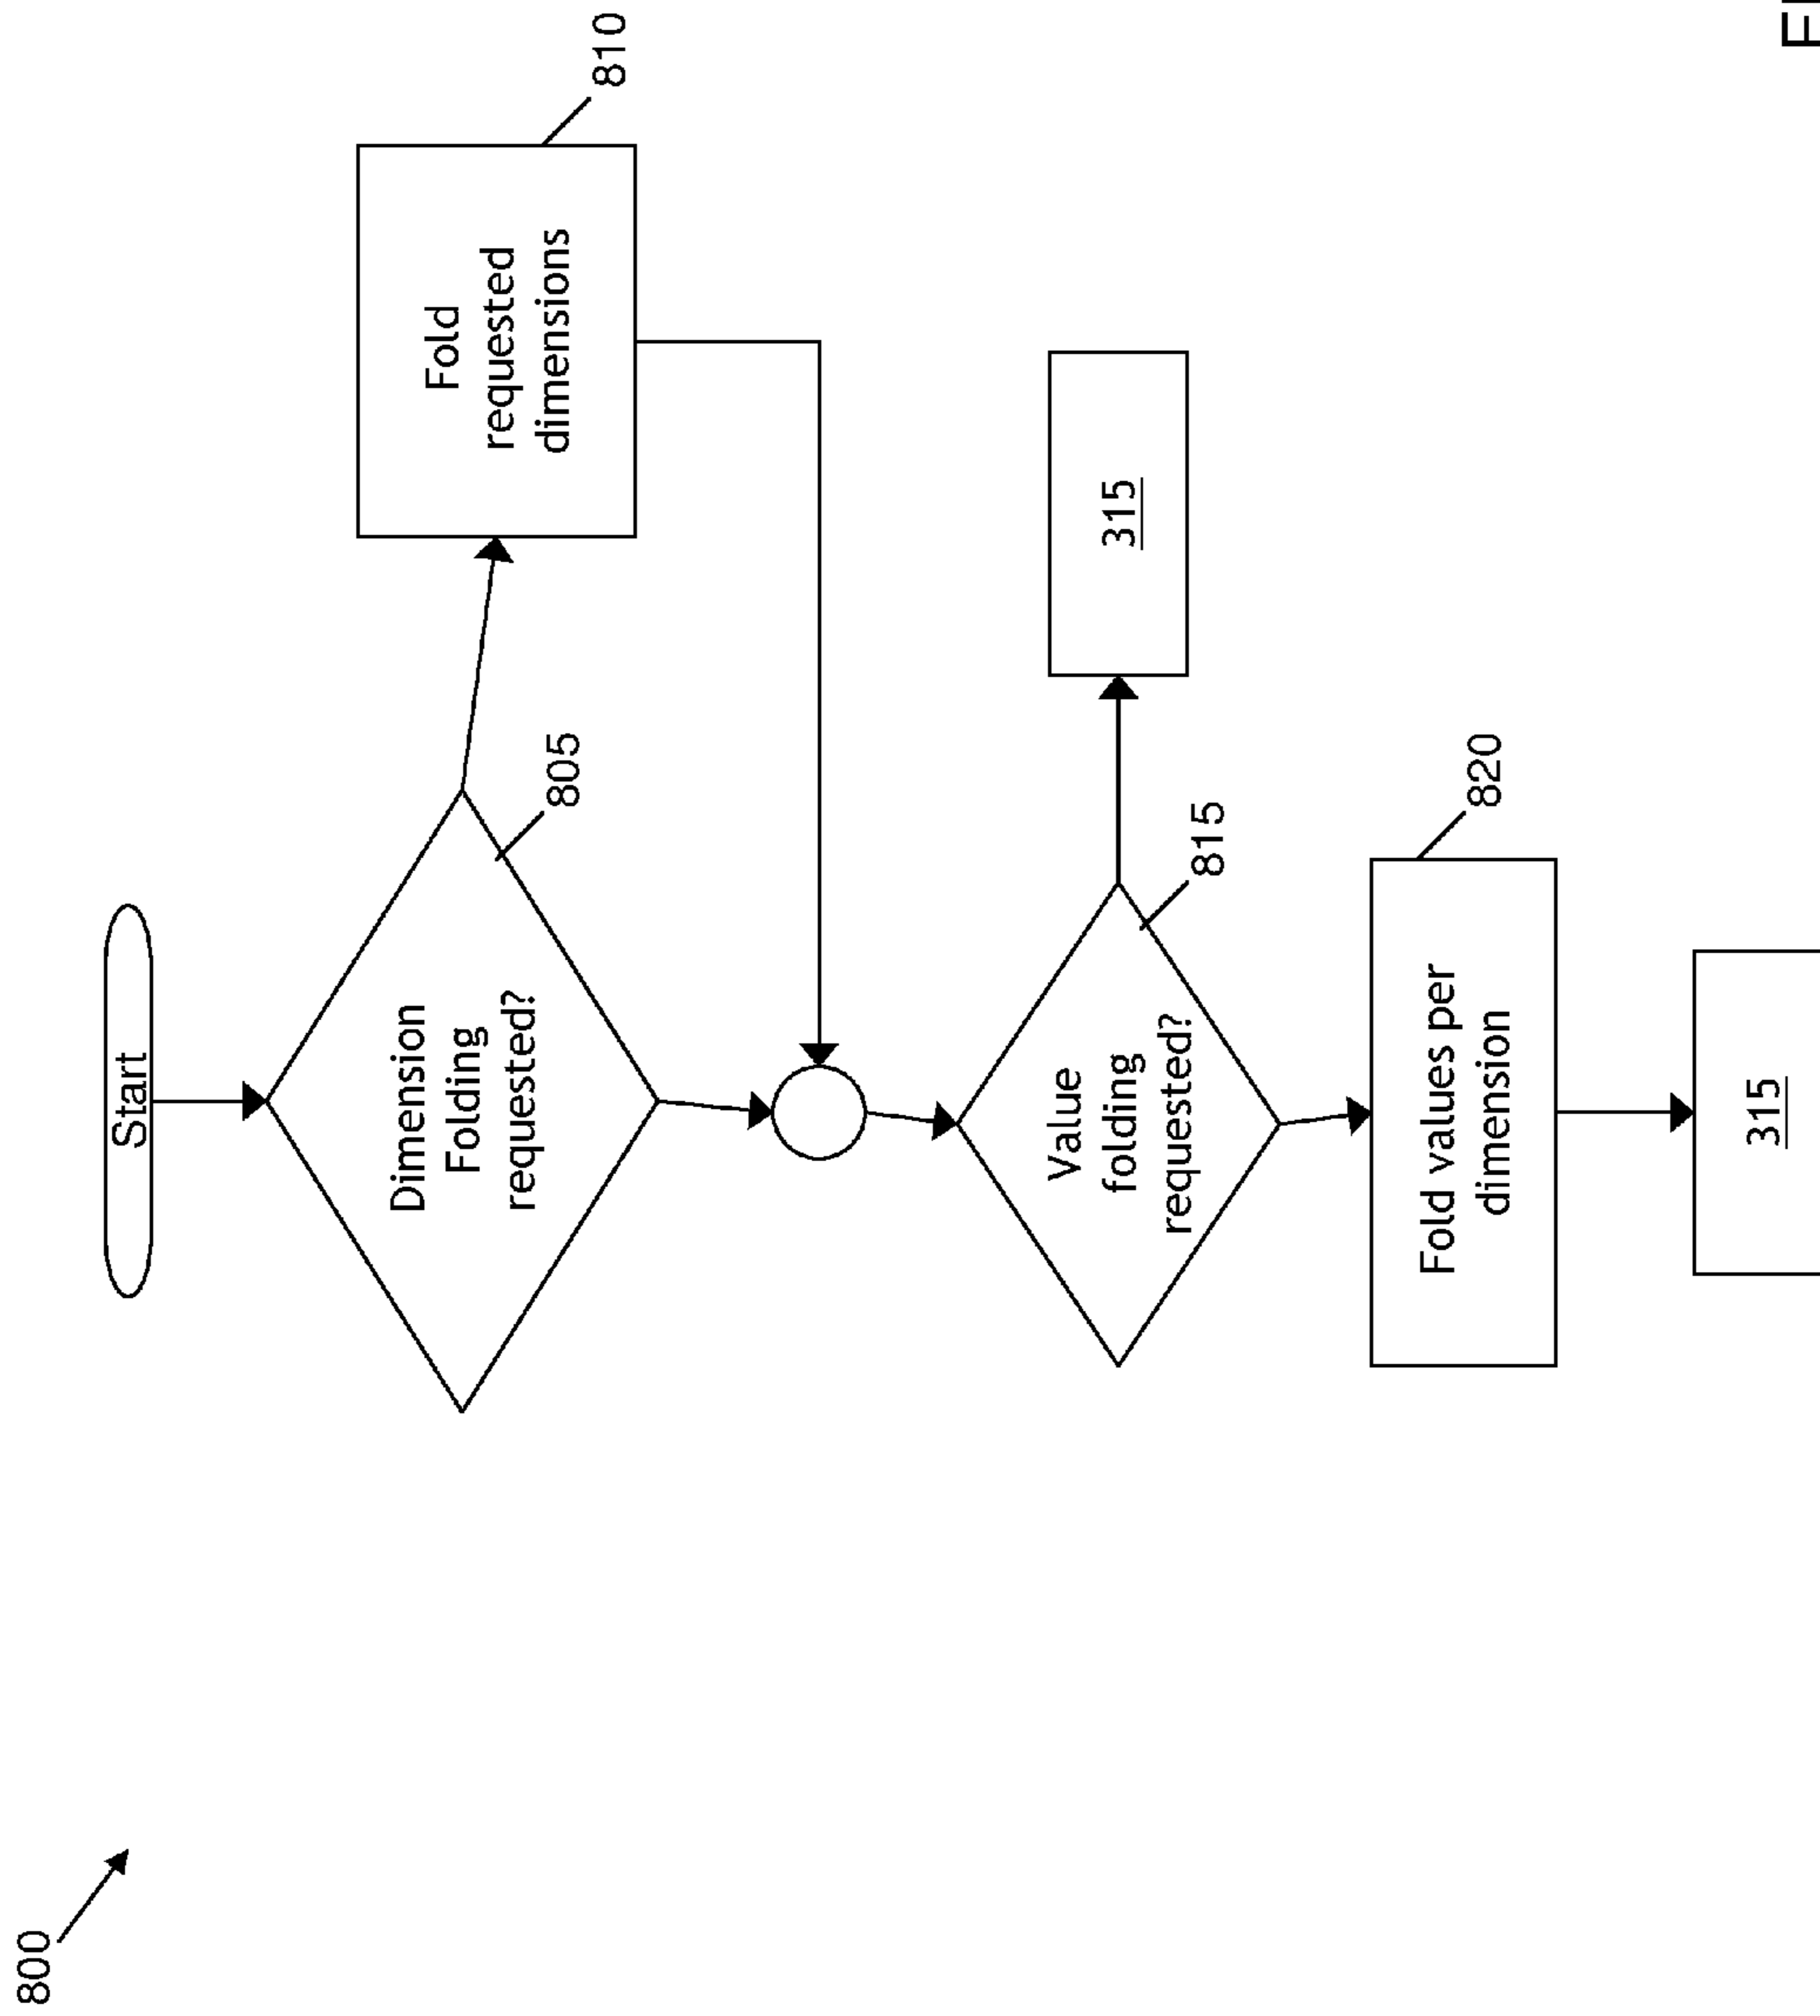 800
Start
Dimension
Folding
requested?
805
Fold
requested
dimensions
810
Value
folding
requested?
815
315
Fold values per
dimension
820
315